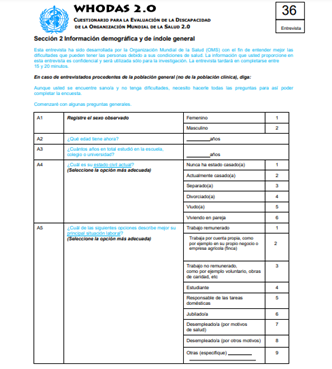 WHODAS 2.0
CUESTIONARIO PARA LA EVALUACIÓN DE LA DISCAPACIDAD
DE LA ORGANIZACIÓN MUNDIAL DE LA SALUD 2.0
36
Entrevista
Sección 2 Información demográfica y de índole general
Esta entrevista ha sido desarrollada por la Organización Mundial de la Salud (OMS) con el fin de entender mejor las
dificultades que pueden tener las personas debido a sus condiciones de salud. La información que usted proporcione en
esta entrevista es confidencial y será utilizada sólo para la investigación. La entrevista tardará en completarse entre
15 y 20 minutos.
En caso de entrevistados procedentes de la población general (no de la población clínica), diga:
Aunque usted se encuentre sano/a y no tenga dificultades, necesito hacerle todas las preguntas para así poder
completar la encuesta.
Comenzaré con algunas preguntas generales.
A1 Registre el sexo observado Femenino 1
Masculino 2
A2 ¿Qué edad tiene ahora? ______años
A3 ¿Cuántos años en total estudió en la escuela,
colegio o universidad? ______años
A4 ¿Cuál es su estado civil actual?
(Seleccione la opción más adecuada)
Nunca ha estado casado(a) 1
Actualmente casado(a) 2
Separado(a) 3
Divorciado(a) 4
Viudo(a) 5
Viviendo en pareja 6
A5 ¿Cuál de las siguientes opciones describe mejor su
principal situación laboral?
(Seleccione la opción más adecuada)
Trabajo remunerado 1
Trabaja por cuenta propia, como
por ejemplo en su propio negocio o
empresa agrícola (finca) 2
Trabajo no remunerado,
como por ejemplo voluntario, obras
de caridad, etc 3
Estudiante 4
Responsable de las tareas
domésticas 5
Jubilado(a) 6
Desempleado/a (por motivos
de salud) 7
Desempleado/a (por otros motivos) 8
Otras (especifique) ______ 9